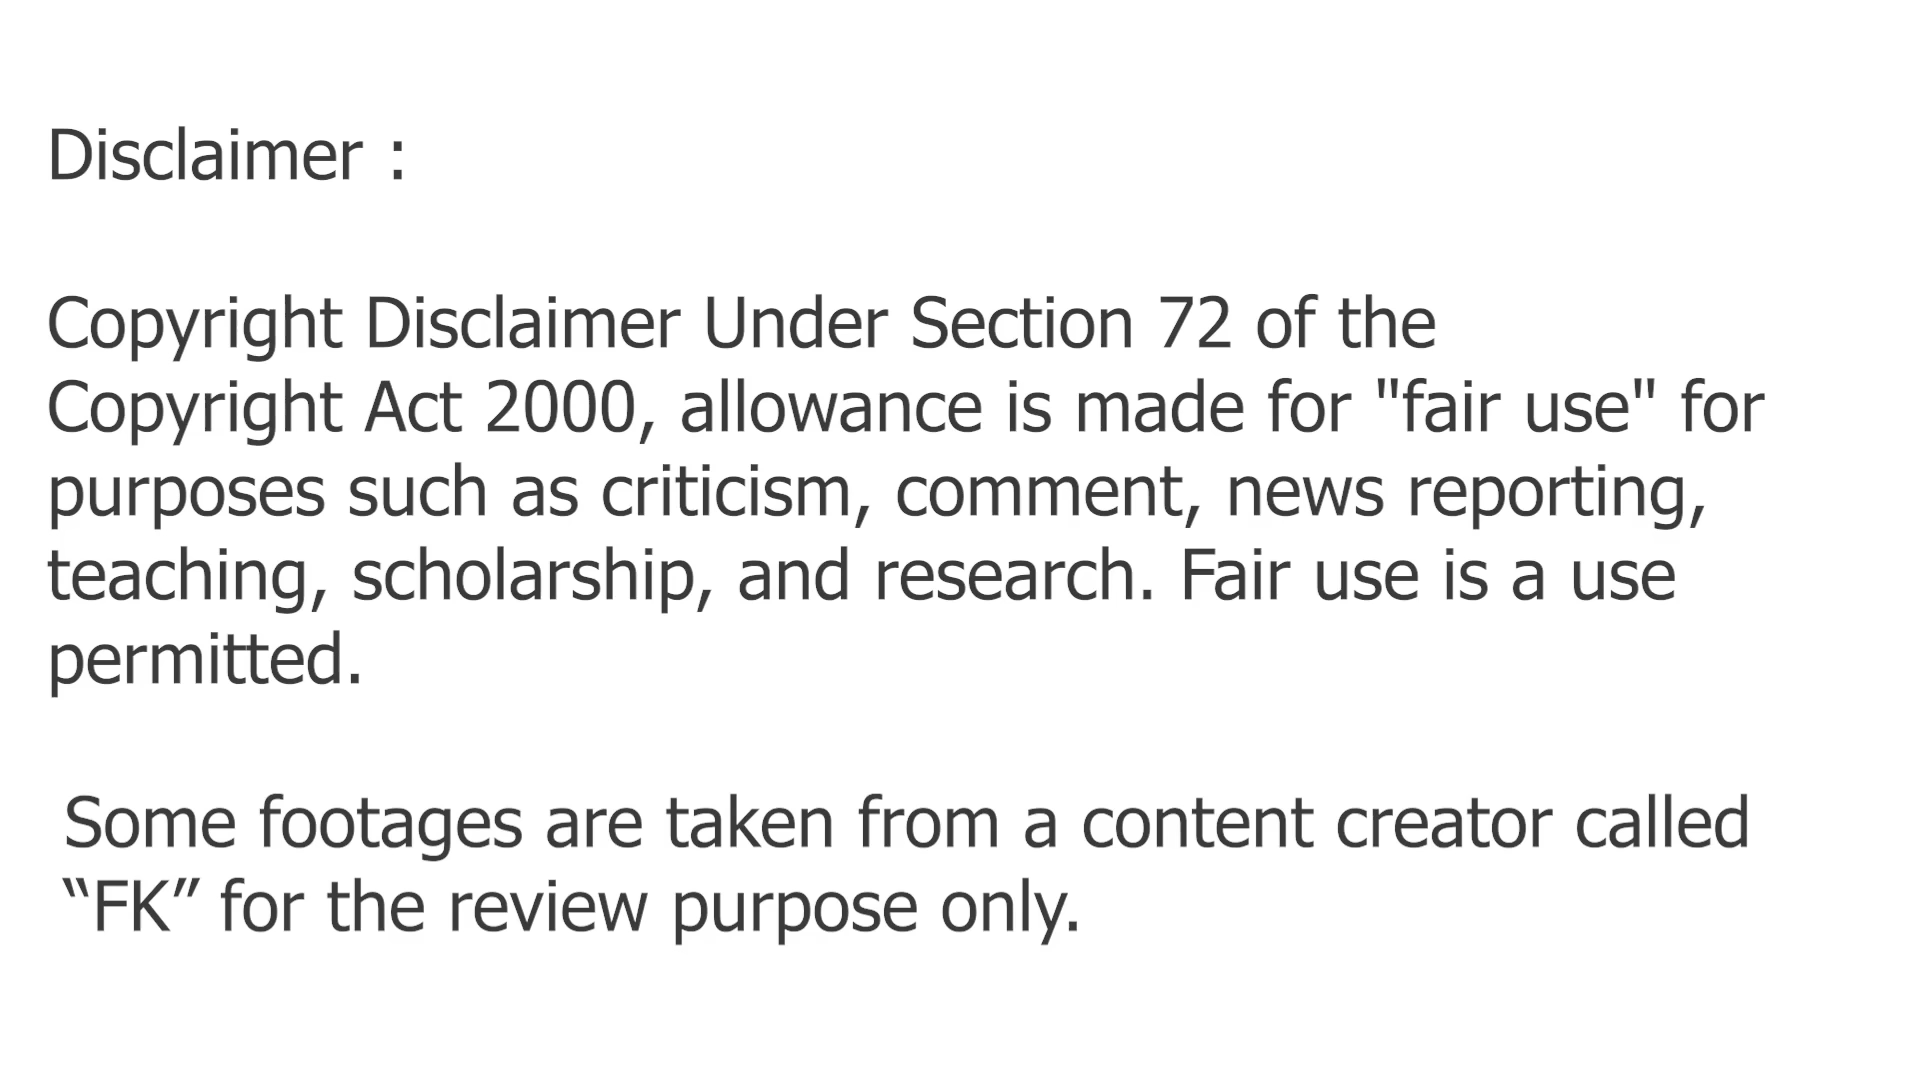 Disclaimer :
Copyright Disclaimer Under Section 72 of the
Copyright Act 2000, allowance is made for "fair use" for
purposes such as criticism, comment, news reporting,
teaching, scholarship, and research. Fair use is a use
permitted.
Some footages are taken from a content creator called
“FK” for the review purpose only.